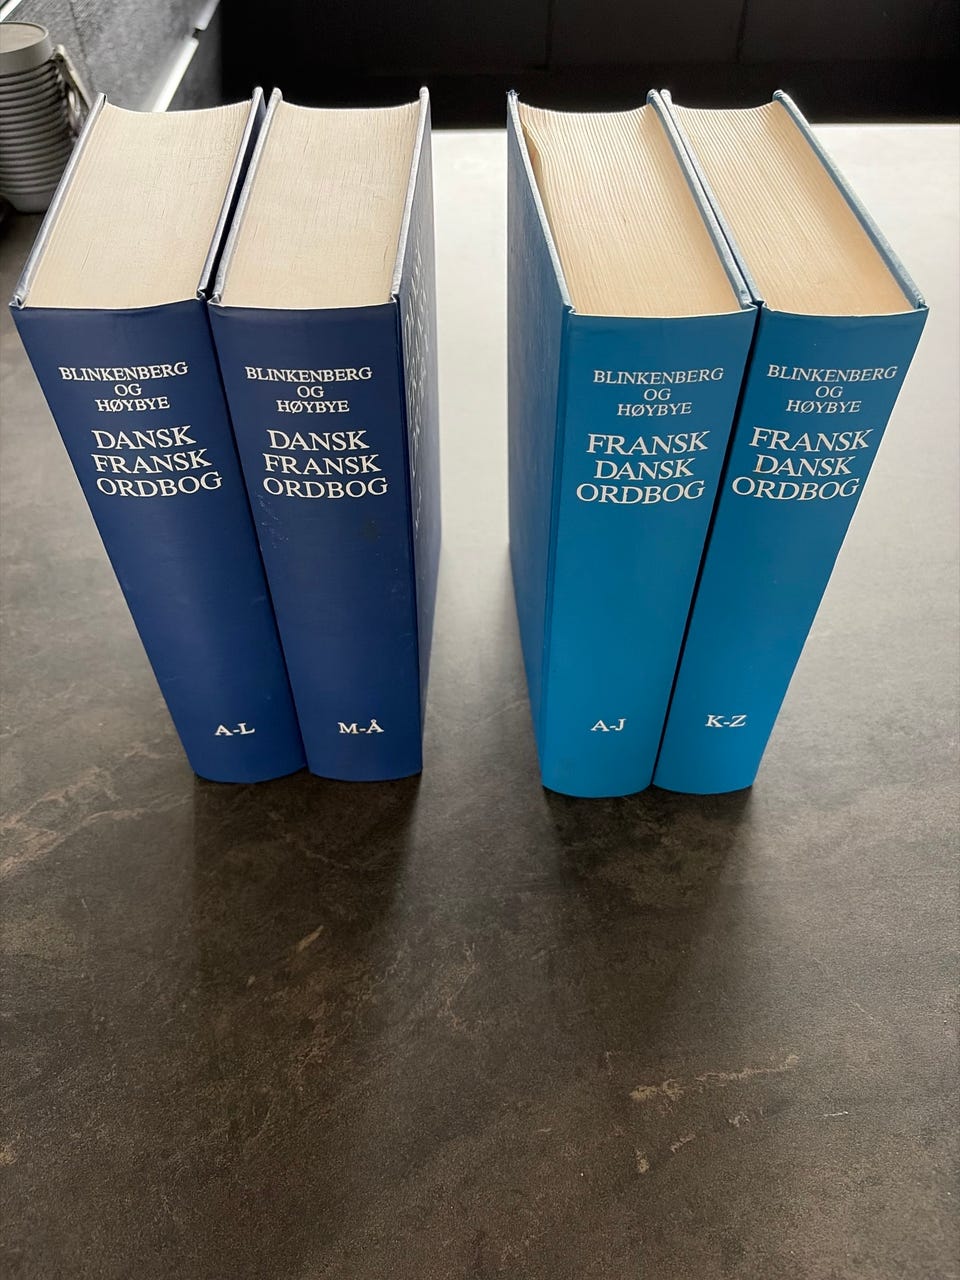 BLINKENBERG
OG
HØYBYE
DANSK
FRANSK
ORDBOG
A-L
BLINKENBERG
OG
HØYBYE
DANSK
FRANSK
ORDBOG
M-Å
BLINKENBERG
OG
HØYBYE
FRANSK
DANSK
ORDBOG
A-J
BLINKENBERG
OG
HØYBYE
FRANSK
DANSK
ORDBOG
K-Z